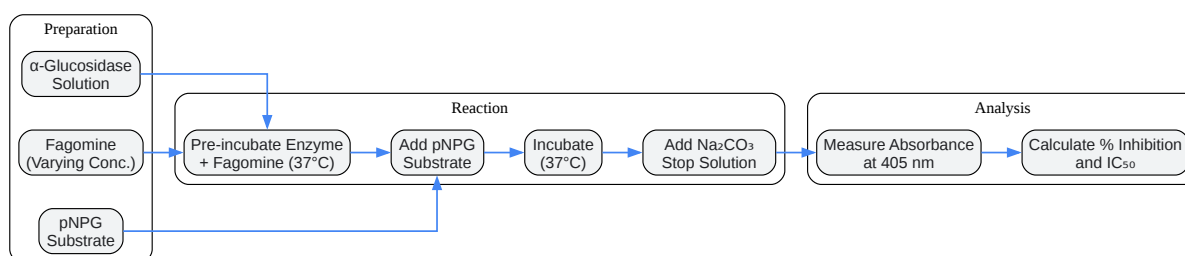 Preparation
α-Glucosidase
Solution
Fagomine
(Varying Conc.)
pNPG
Substrate
Reaction
Pre-incubate Enzyme
+ Fagomine (37°C)
Add pNPG
Substrate
Incubate
(37°C)
Add Na₂CO₃
Stop Solution
Analysis
Measure Absorbance
at 405 nm
Calculate % Inhibition
and IC₅₀